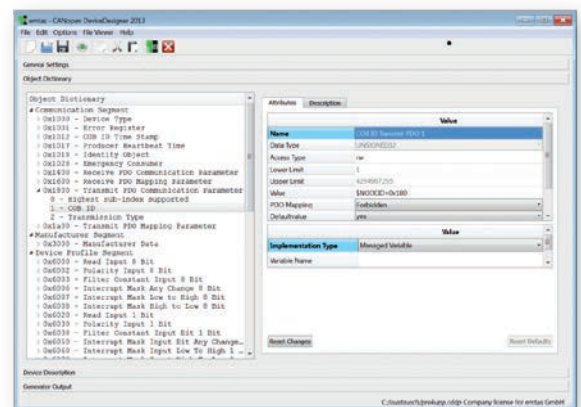 emtas - CANopen DeviceDesigner 2013
File Edit Options File Viewer Help
General Settings
Object Dictionary
Object Dictionary
Communication Segment
0x1000 - Device Type
0x1001 - Error Register
0x1012 - COB ID Time Stamp
0x1017 - Producer Heartbeat Time
0x1018 - Identity Object
0x1028 - Emergency Consumer
0x1400 - Receive PDO Communication Parameter
0x1600 - Receive PDO Mapping Parameter
0x1800 - Transmit PDO Communication Parameter
0 - Highest sub-index supported
1 - COB ID
2 - Transmission Type
0x1a00 - Transmit PDO Mapping Parameter
Manufacturer Segment
0x3000 - Manufacturer Data
Device Profile Segment
0x6000 - Read Input 8 Bit
0x6002 - Polarity Input 8 Bit
0x6003 - Filter Constant Input 8 Bit
0x6006 - Interrupt Mask Any Change 8 Bit
0x6007 - Interrupt Mask Low to High 8 Bit
0x6008 - Interrupt Mask High to Low 8 Bit
0x6020 - Read Input 1 Bit
0x6030 - Polarity Input 1 Bit
0x6038 - Filter Constant Input Bit 1 Bit
0x6050 - Interrupt Mask Input Bit Any Change...
0x6060 - Interrupt Mask Input Low To High 1 ...
Attributes Description
Value
Name COB ID Transmit PDO 1
Data Type UNSIGNED32
Access Type rw
Lower Limit 1
Upper Limit 4294967295
Value $NODEID+0x180
PDO Mapping Forbidden
Defaultvalue yes
Value
Implementation Type Managed Variable
Variable Name
Reset Changes Reset Defaults
Device Description
Generator Output
Company license for emtas GmbH